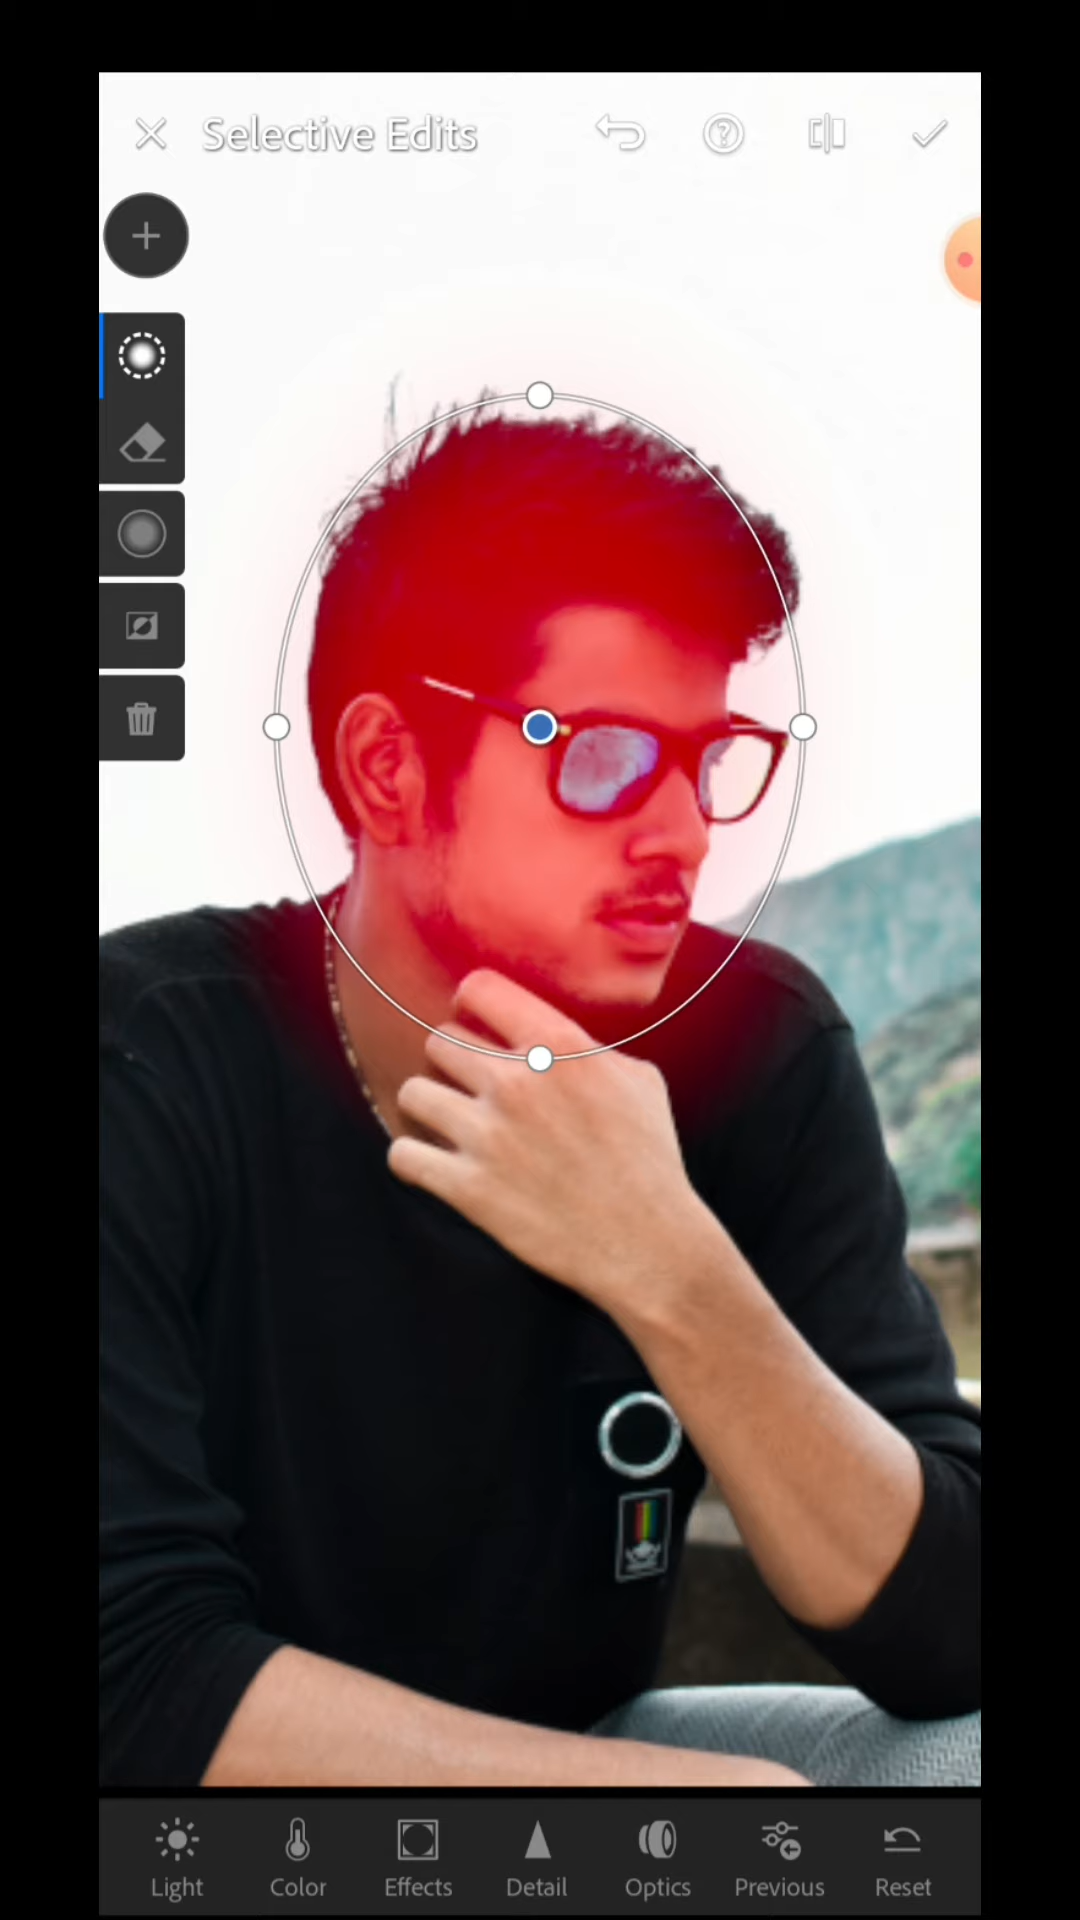 Selective Edits
Light
Color
Effects
Detail
Optics
Previous
Reset